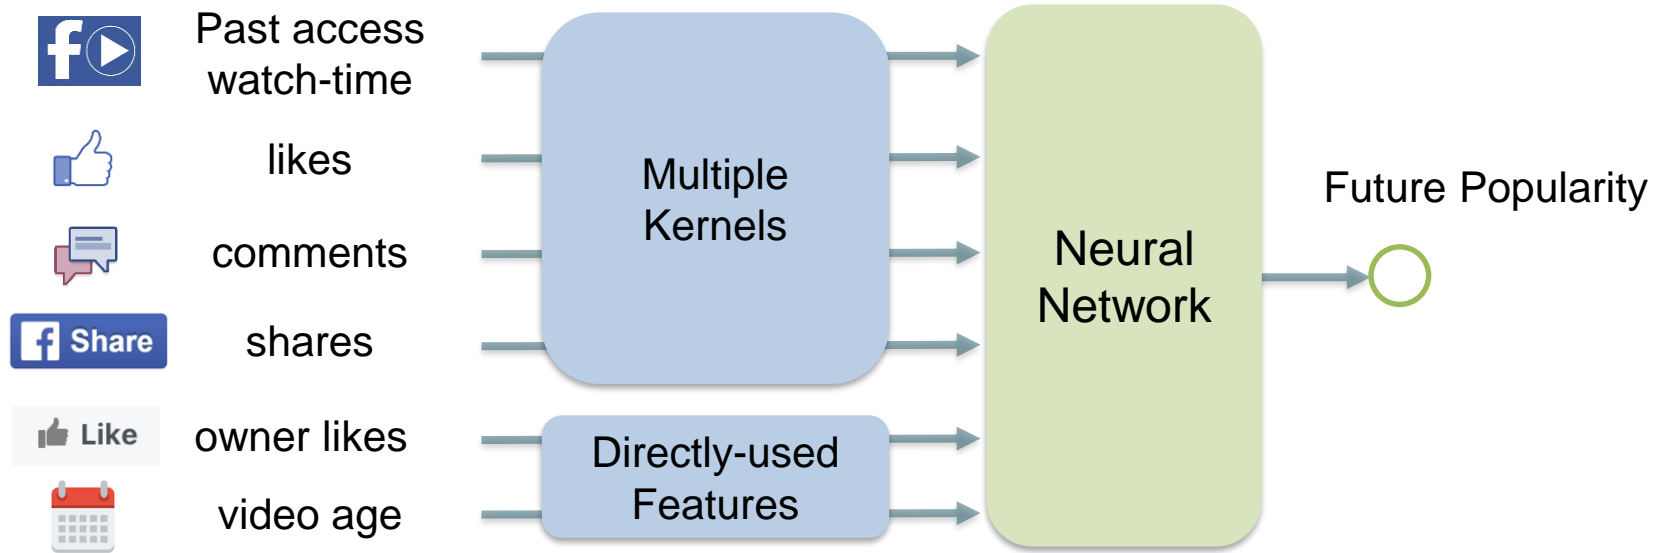 Past access
watch-time
likes
comments
f Share
shares
Like
owner likes
video age
Multiple
Kernels
Directly-used
Features
Neural
Network
Future Popularity